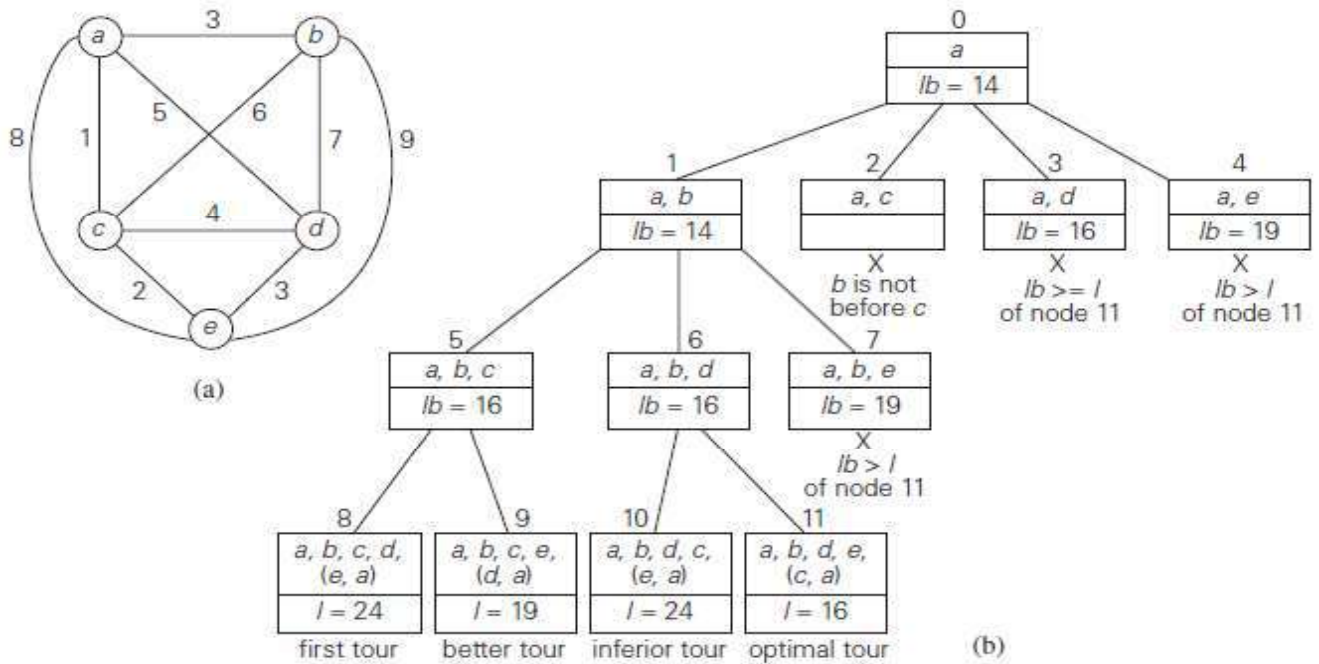 3
a
b
5
6
8
1
7
9
4
c
d
2
3
e
(a)
0
a
lb = 14
1
a, b
lb = 14
2
a, c
X
b is not
before c
3
a, d
lb = 16
X
lb >= l
of node 11
4
a, e
lb = 19
X
lb > l
of node 11
5
a, b, c
lb = 16
6
a, b, d
lb = 16
7
a, b, e
lb = 19
X
lb > l
of node 11
8
a, b, c, d,
(e, a)
l = 24
first tour
9
a, b, c, e,
(d, a)
l = 19
better tour
10
a, b, d, c,
(e, a)
l = 24
inferior tour
11
a, b, d, e,
(c, a)
l = 16
optimal tour
(b)